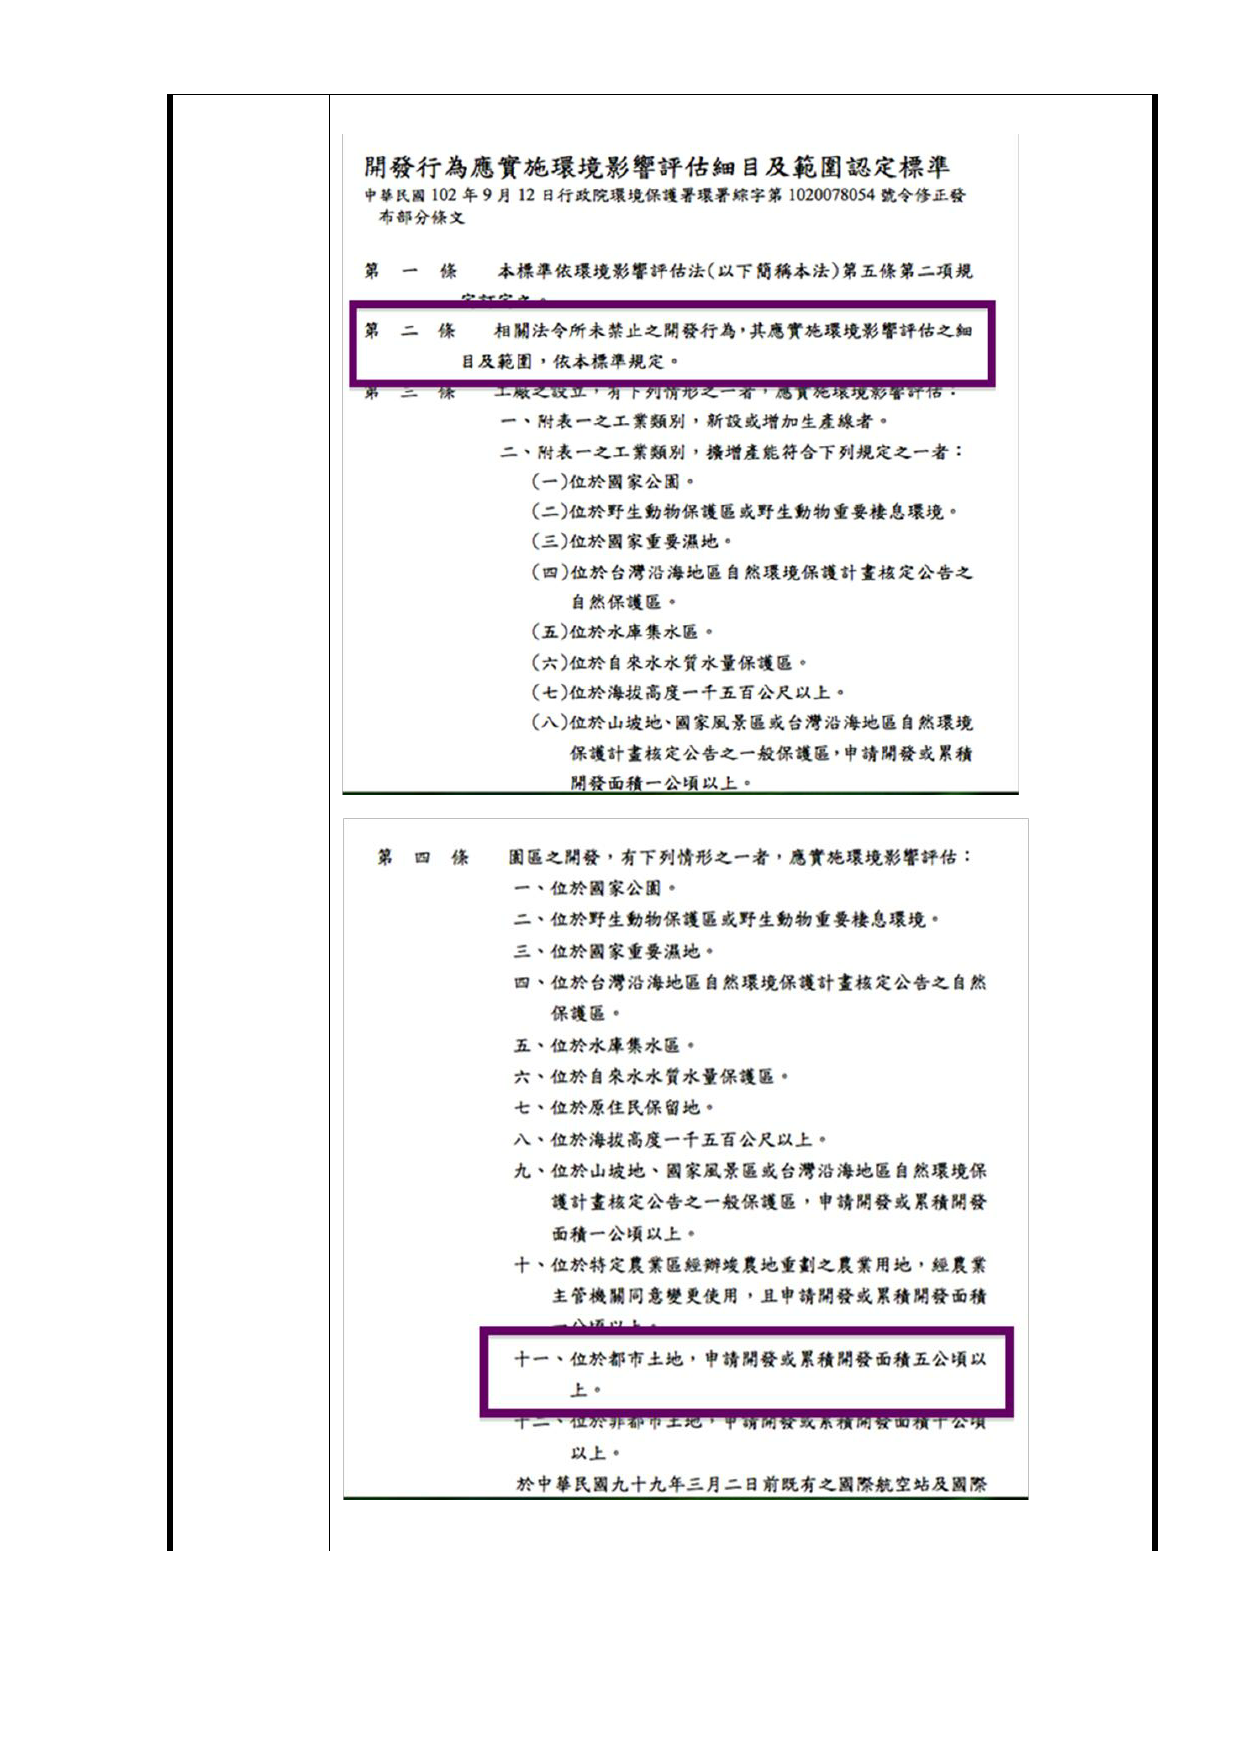 開發行為應實施環境影響評估細目及範圍認定標準
中華民國 102 年 9 月 12 日行政院環境保護署環署綜字第 1020078054 號令修正發
布部分條文
第 一 條 本標準依環境影響評估法(以下簡稱本法)第五條第二項規
定訂定之。
第 二 條 相關法令所未禁止之開發行為,其應實施環境影響評估之細
目及範圍,依本標準規定。
第 三 條 工廠之設立,有下列情形之一者,應實施環境影響評估:
一、附表一之工業類別,新設或增加生產線者。
二、附表一之工業類別,擴增產能符合下列規定之一者:
(一)位於國家公園。
(二)位於野生動物保護區或野生動物重要棲息環境。
(三)位於國家重要濕地。
(四)位於台灣沿海地區自然環境保護計畫核定公告之
自然保護區。
(五)位於水庫集水區。
(六)位於自來水水質水量保護區。
(七)位於海拔高度一千五百公尺以上。
(八)位於山坡地、國家風景區或台灣沿海地區自然環境
保護計畫核定公告之一般保護區,申請開發或累積
開發面積一公頃以上。
第 四 條 園區之開發,有下列情形之一者,應實施環境影響評估:
一、位於國家公園。
二、位於野生動物保護區或野生動物重要棲息環境。
三、位於國家重要濕地。
四、位於台灣沿海地區自然環境保護計畫核定公告之自然
保護區。
五、位於水庫集水區。
六、位於自來水水質水量保護區。
七、位於原住民保留地。
八、位於海拔高度一千五百公尺以上。
九、位於山坡地、國家風景區或台灣沿海地區自然環境保
護計畫核定公告之一般保護區,申請開發或累積開發
面積一公頃以上。
十、位於特定農業區經辦竣農地重劃之農業用地,經農業
主管機關同意變更使用,且申請開發或累積開發面積
一公頃以上。
十一、位於都市土地,申請開發或累積開發面積五公頃以
上。
十二、位於非都市土地,申請開發或累積開發面積十公頃
以上。
於中華民國九十九年三月二日前既有之國際航空站及國際